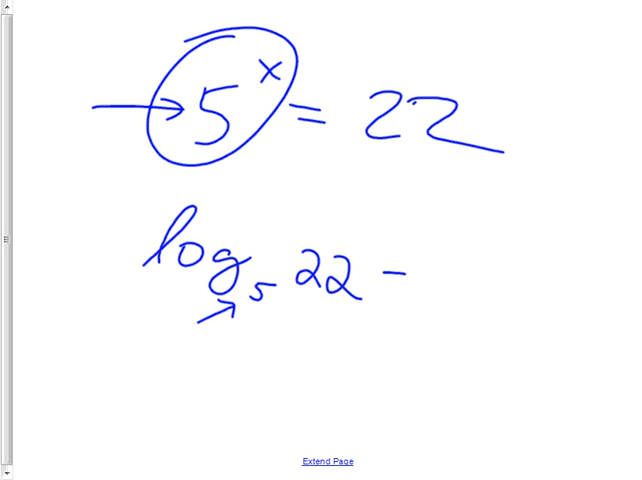 5^x = 22
log_5 22 -
Extend Page